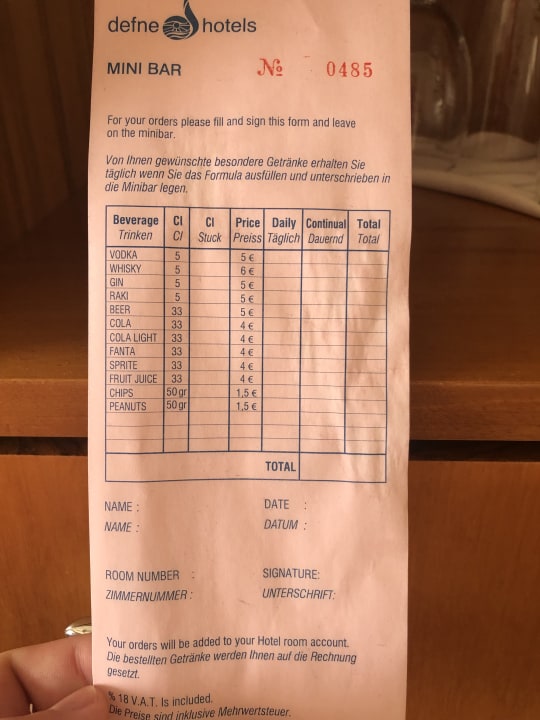 defne hotels
MINI BAR № 0485
For your orders please fill and sign this form and leave
on the minibar.
Von Ihnen gewünschte besondere Getränke erhalten Sie
täglich wenn Sie das Formula ausfüllen und unterschrieben in
die Minibar legen.
Beverage Cl Cl Price Daily Continual Total
Trinken Cl Stuck Preiss Täglich Dauernd Total
VODKA 5 5 €
WHISKY 5 6 €
GIN 5 5 €
RAKI 5 5 €
BEER 33 5 €
COLA 33 4 €
COLA LIGHT 33 4 €
FANTA 33 4 €
SPRITE 33 4 €
FRUIT JUICE 33 4 €
CHIPS 50 gr 1,5 €
PEANUTS 50 gr 1,5 €
TOTAL
NAME : DATE :
NAME : DATUM :
ROOM NUMBER : SIGNATURE:
ZIMMERNUMMER : UNTERSCHRIFT:
Your orders will be added to your Hotel room account.
Die bestellten Getränke werden Ihnen auf die Rechnung
gesetzt.
% 18 V.A.T. Is included.
Die Preise sind inklusive Mehrwertsteuer.